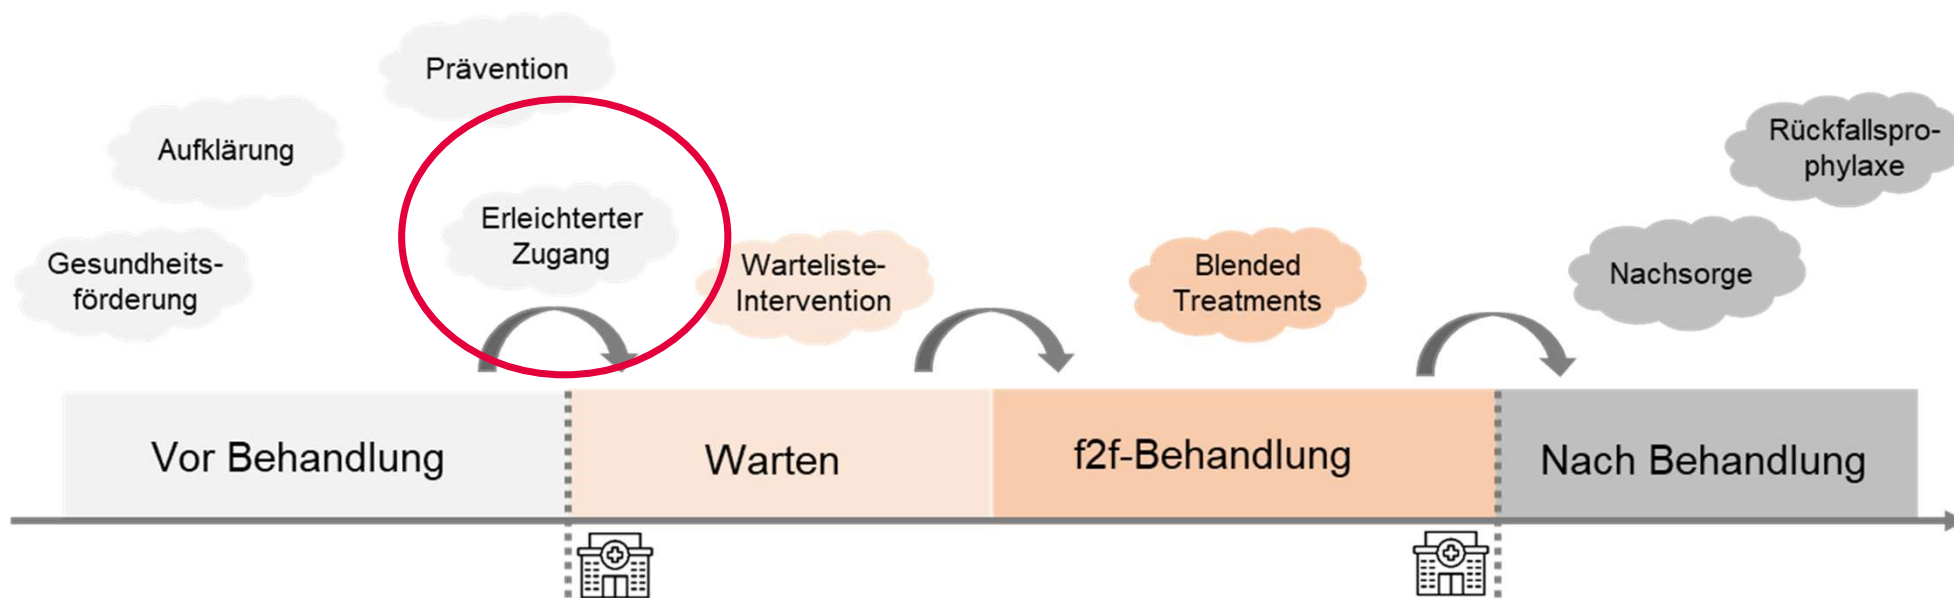 Prävention
Aufklärung
Gesundheits-
förderung
Erleichterter
Zugang
Warteliste-
Intervention
Blended
Treatments
Nachsorge
Rückfallspro-
phylaxe
Vor Behandlung
Warten
f2f-Behandlung
Nach Behandlung